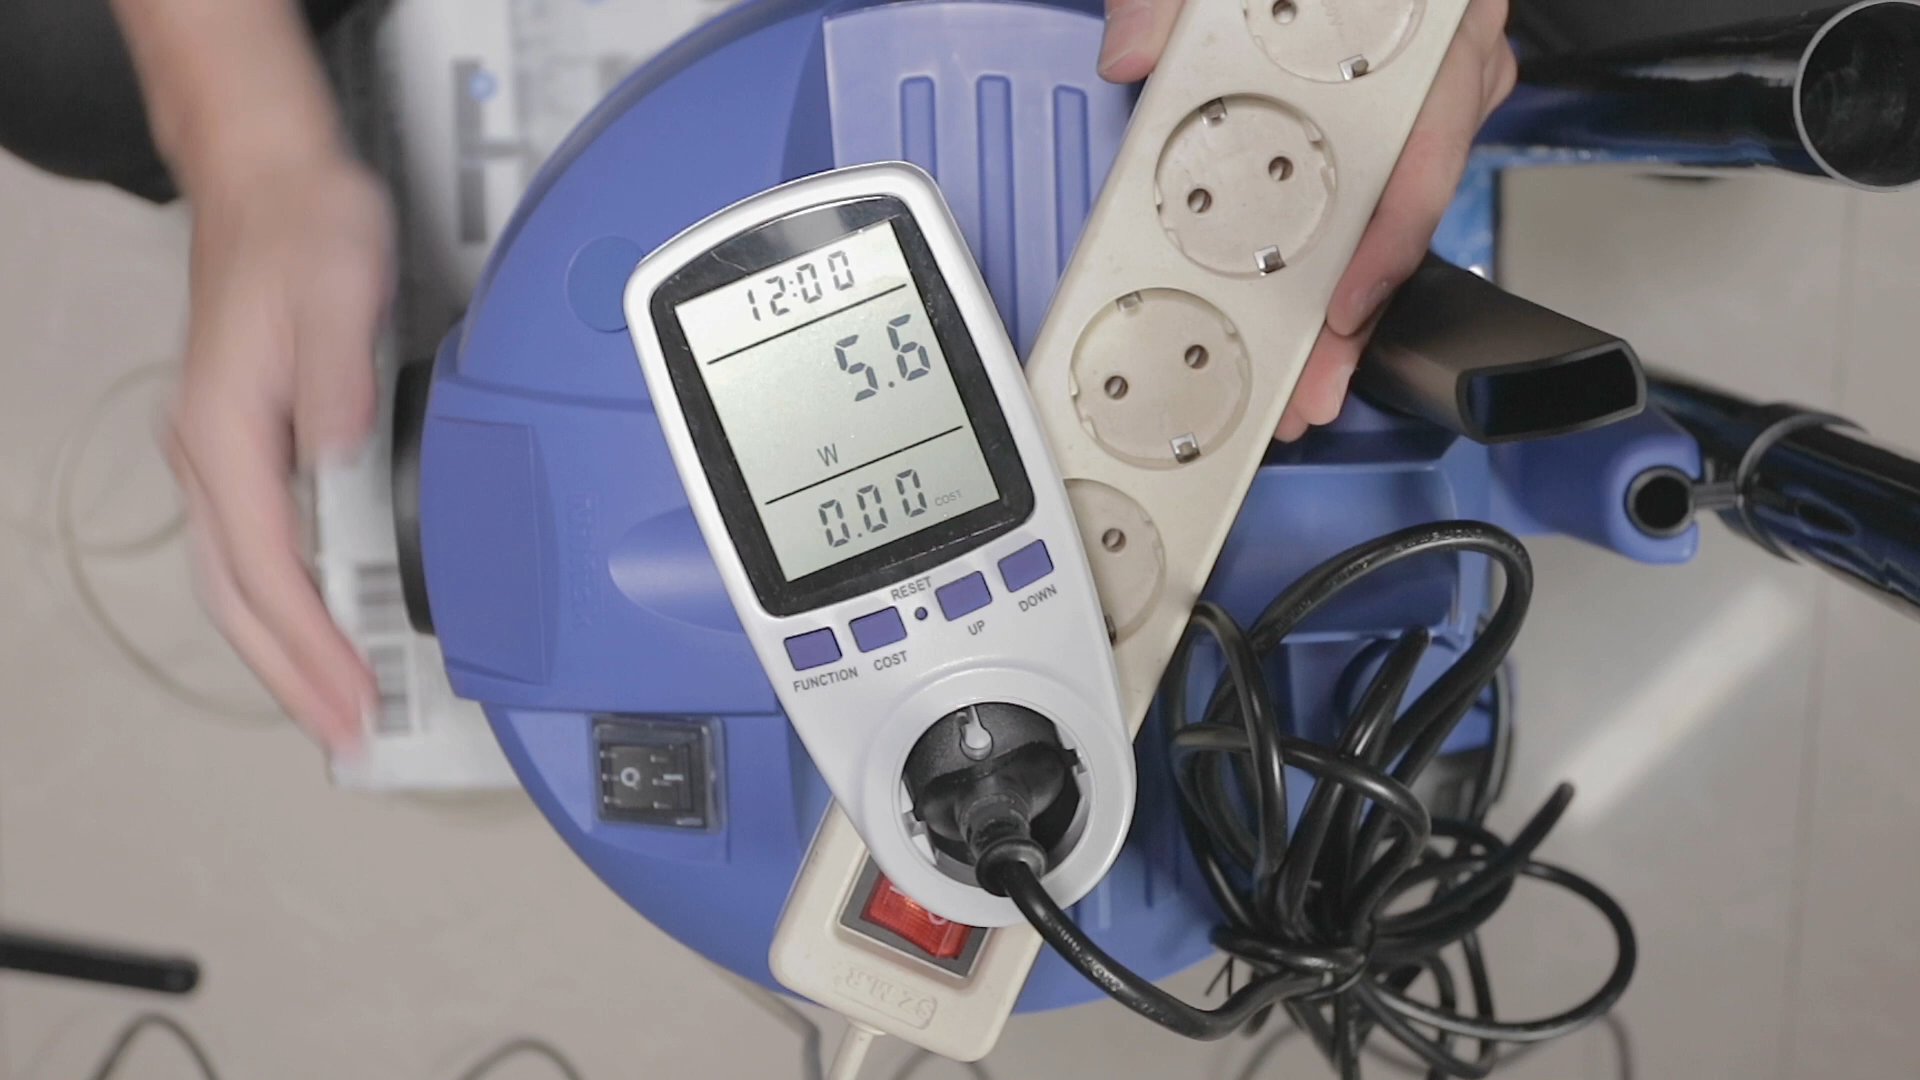 12:00
5.6
W
0.00 COST
RESET
FUNCTION
COST
UP
DOWN